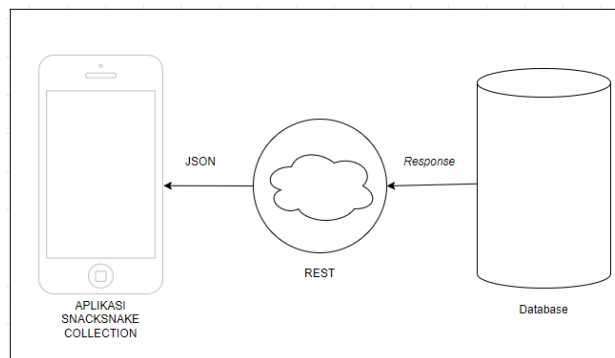 JSON
Response
REST
APLIKASI
SNACKSNAKE
COLLECTION
Database